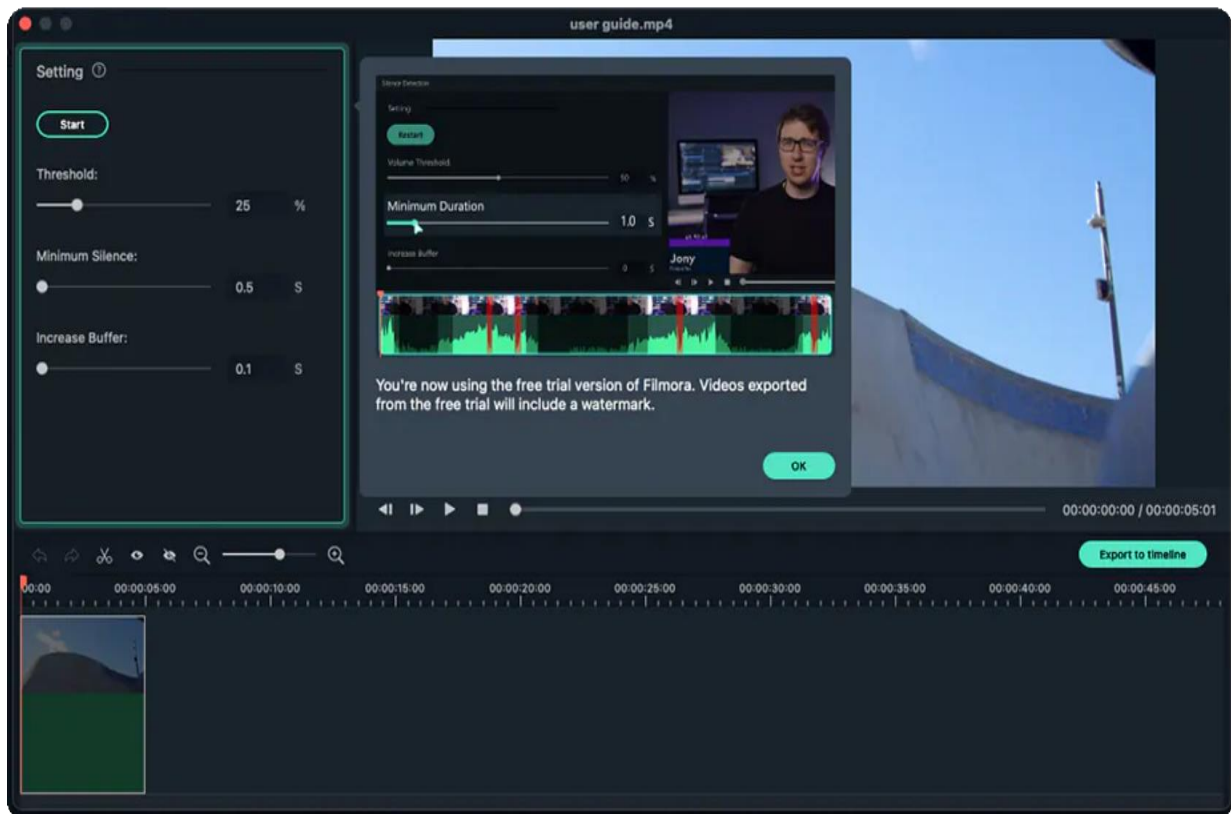 user guide.mp4
Setting ?
Start
Threshold:
25 %
Minimum Silence:
0.5 S
Increase Buffer:
0.1 S
Silence Detection
Setting
Restart
Volume Threshold
50 %
Minimum Duration
1.0 S
Increase Buffer
0 S
Jony
You're now using the free trial version of Filmora. Videos exported
from the free trial will include a watermark.
OK
00:00:00:00 / 00:00:05:01
Export to timeline
00:00 00:00:05:00 00:00:10:00 00:00:15:00 00:00:20:00 00:00:25:00 00:00:30:00 00:00:35:00 00:00:40:00 00:00:45:00